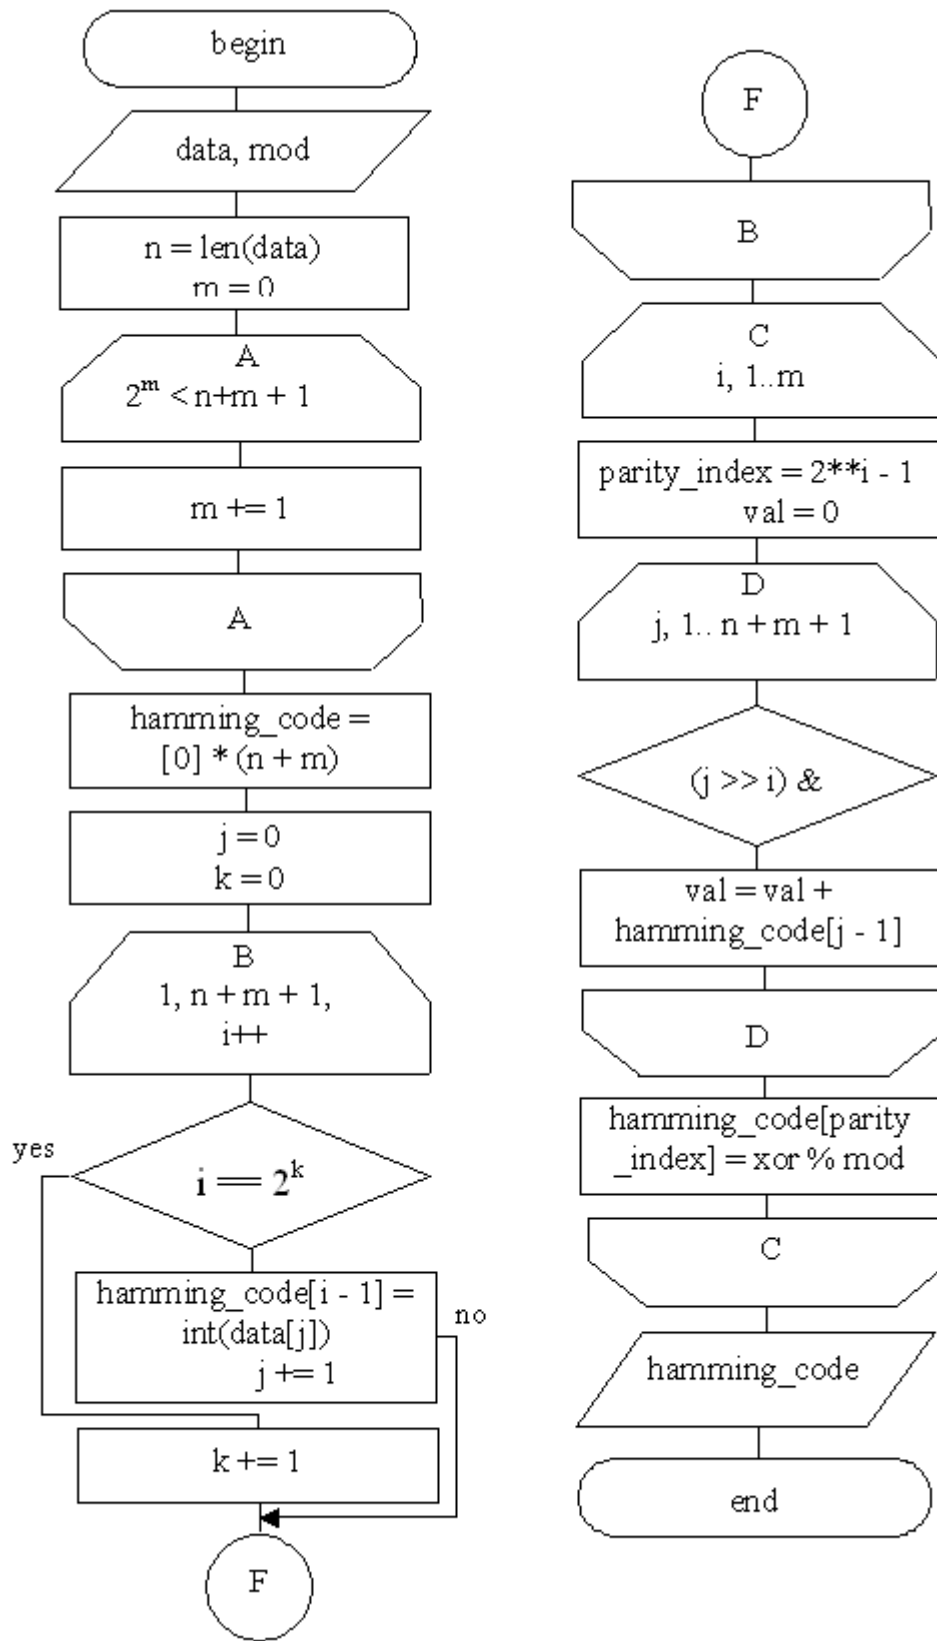 begin
data, mod
n = len(data)
m = 0
A
2^m < n+m + 1
m += 1
A
hamming_code =
[0] * (n + m)
j = 0
k = 0
B
1, n + m + 1,
i++
yes
i == 2^k
hamming_code[i - 1] =
int(data[j])
j += 1
no
k += 1
F
F
B
C
i, 1..m
parity_index = 2**i - 1
val = 0
D
j, 1.. n + m + 1
(j >> i) &
val = val +
hamming_code[j - 1]
D
hamming_code[parity
_index] = xor % mod
C
hamming_code
end